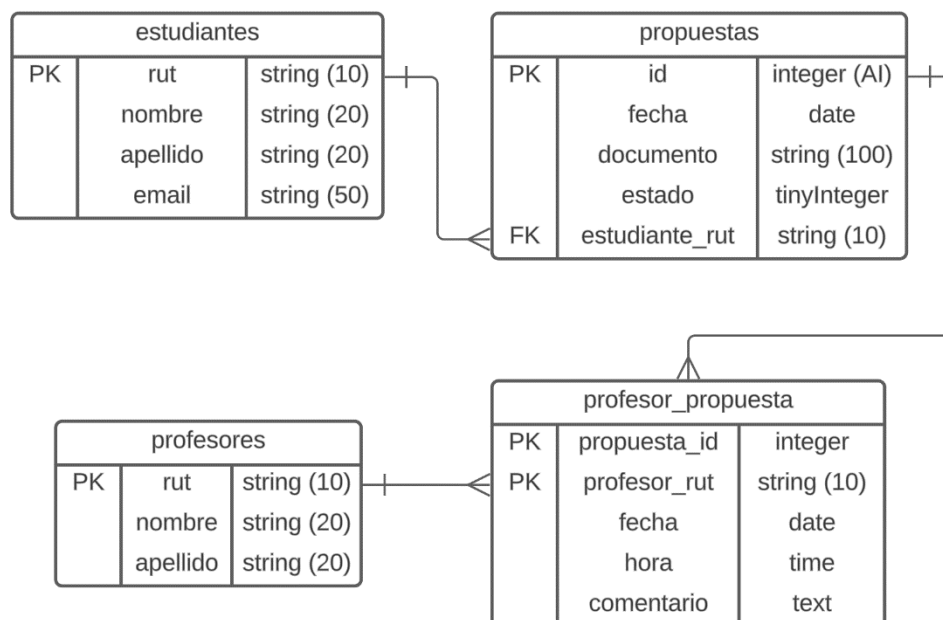 estudiantes
PK rut string (10)
nombre string (20)
apellido string (20)
email string (50)
propuestas
PK id integer (AI)
fecha date
documento string (100)
estado tinyInteger
FK estudiante_rut string (10)
profesores
PK rut string (10)
nombre string (20)
apellido string (20)
profesor_propuesta
PK propuesta_id integer
PK profesor_rut string (10)
fecha date
hora time
comentario text